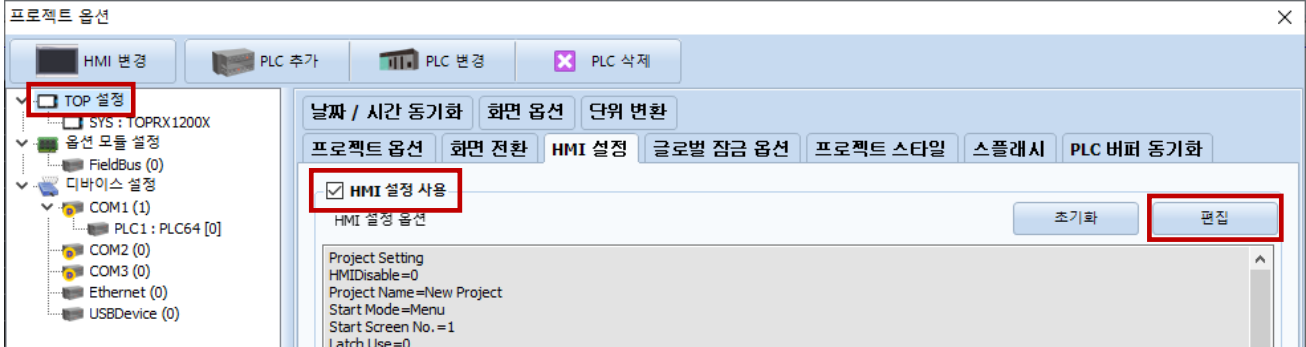 프로젝트 옵션
HMI 변경
PLC 추가
PLC 변경
PLC 삭제
TOP 설정
SYS : TOPRX1200X
옵션 모듈 설정
FieldBus (0)
디바이스 설정
COM1 (1)
PLC1 : PLC64 [0]
COM2 (0)
COM3 (0)
Ethernet (0)
USBDevice (0)
날짜 / 시간 동기화
화면 옵션
단위 변환
프로젝트 옵션
화면 전환
HMI 설정
글로벌 잠금 옵션
프로젝트 스타일
스플래시
PLC 버퍼 동기화
HMI 설정 사용
HMI 설정 옵션
초기화
편집
Project Setting
HMIDisable=0
Project Name=New Project
Start Mode=Menu
Start Screen No.=1
Latch Use=0